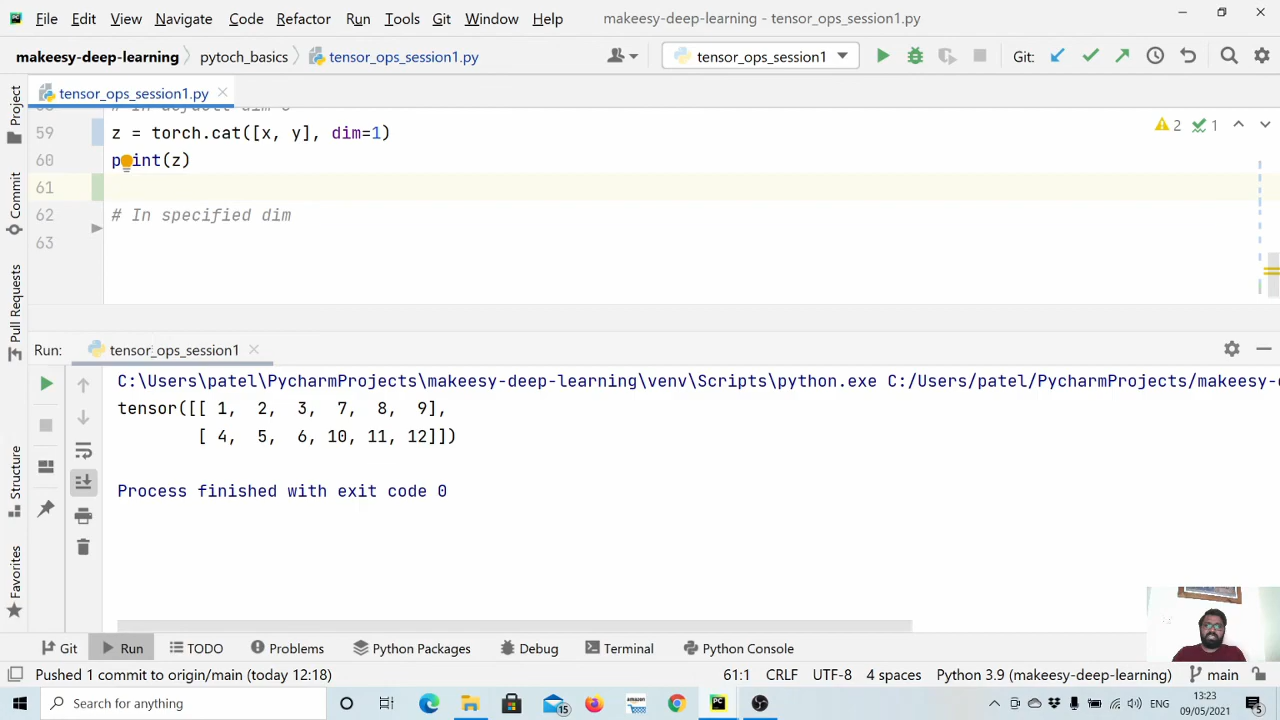 File Edit View Navigate Code Refactor Run Tools Git Window Help makeesy-deep-learning - tensor_ops_session1.py
makeesy-deep-learning pytoch_basics tensor_ops_session1.py tensor_ops_session1 Git:
Project
Commit
Pull Requests
Structure
Favorites
tensor_ops_session1.py
2 1
59 z = torch.cat([x, y], dim=1)
60 print(z)
61
62 # In specified dim
63
Run: tensor_ops_session1
C:\Users\patel\PycharmProjects\makeesy-deep-learning\venv\Scripts\python.exe C:/Users/patel/PycharmProjects/makeesy-d
tensor([[ 1, 2, 3, 7, 8, 9],
[ 4, 5, 6, 10, 11, 12]])
Process finished with exit code 0
Git Run TODO Problems Python Packages Debug Terminal Python Console
Pushed 1 commit to origin/main (today 12:18) 61:1 CRLF UTF-8 4 spaces Python 3.9 (makeesy-deep-learning) main
Search for anything 15 amazon ENG 13:23
09/05/2021 5